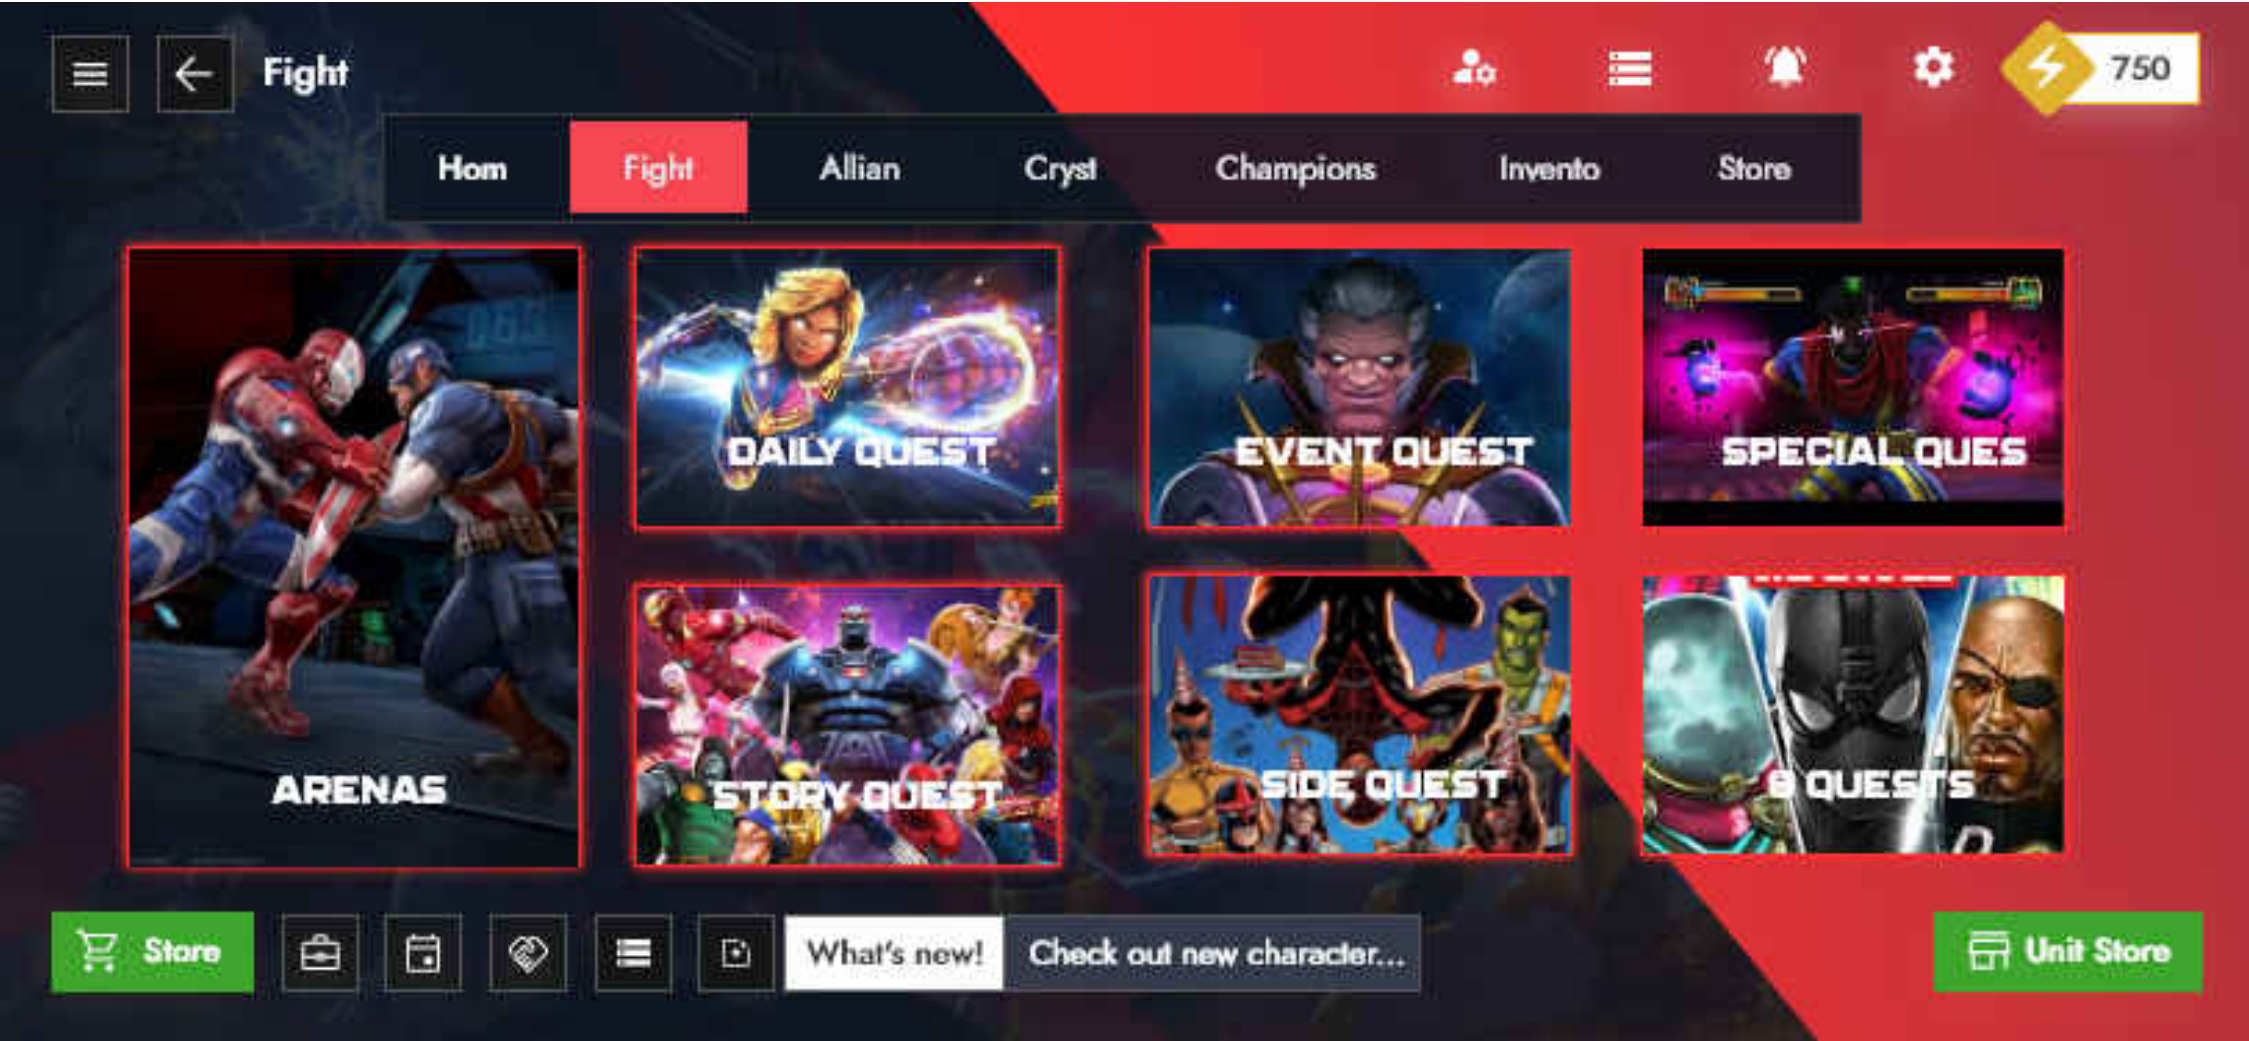 Fight
750
Hom
Fight
Allian
Cryst
Champions
Invento
Store
DAILY QUEST
EVENT QUEST
SPECIAL QUES
ARENAS
STORY QUEST
SIDE QUEST
8 QUESTS
Store
What's new!
Check out new character...
Unit Store